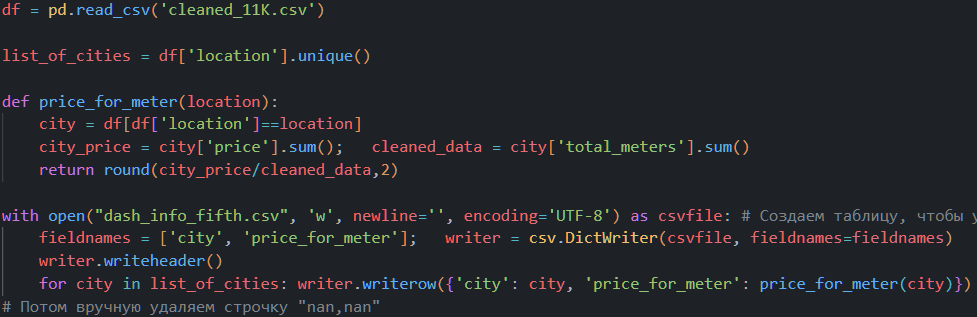 df = pd.read_csv('cleaned_11K.csv')
list_of_cities = df['location'].unique()
def price_for_meter(location):
    city = df[df['location']==location]
    city_price = city['price'].sum();   cleaned_data = city['total_meters'].sum()
    return round(city_price/cleaned_data,2)
with open("dash_info_fifth.csv", 'w', newline='', encoding='UTF-8') as csvfile: # Создаем таблицу, чтобы
    fieldnames = ['city', 'price_for_meter'];   writer = csv.DictWriter(csvfile, fieldnames=fieldnames)
    writer.writeheader()
    for city in list_of_cities: writer.writerow({'city': city, 'price_for_meter': price_for_meter(city)})
# Потом вручную удаляем строчку "nan,nan"